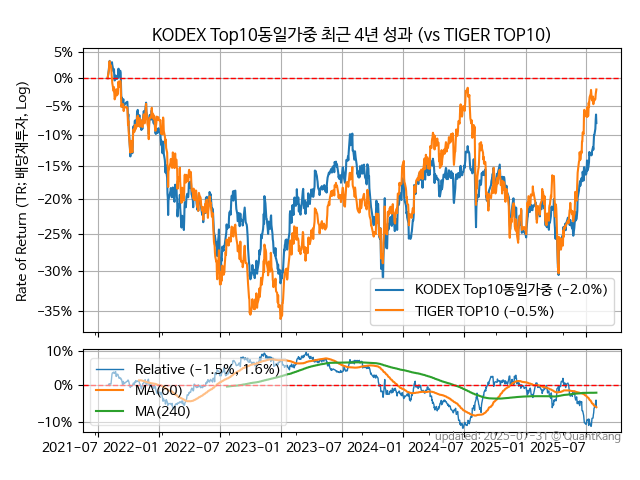 KODEX Top10동일가중 최근 4년 성과 (vs TIGER TOP10)
5%
0%
−5%
−10%
−15%
−20%
−25%
−30%
−35%
Rate of Return (TR: 배당재투자, Log)
KODEX Top10동일가중 (−2.0%)
TIGER TOP10 (−0.5%)
10%
0%
−10%
Relative (−1.5%, 1.6%)
MA(60)
MA(240)
2021-07 2022-01 2022-07 2023-01 2023-07 2024-01 2024-07 2025-01 2025-07
updated: 2025-07-31 © QuantKang